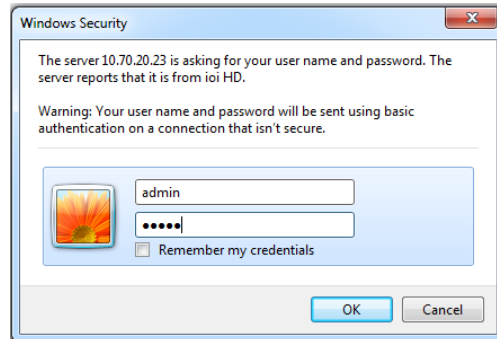 Windows Security
The server 10.70.20.23 is asking for your user name and password. The
server reports that it is from ioi HD.
Warning: Your user name and password will be sent using basic
authentication on a connection that isn't secure.
admin
●●●●●
Remember my credentials
OK
Cancel